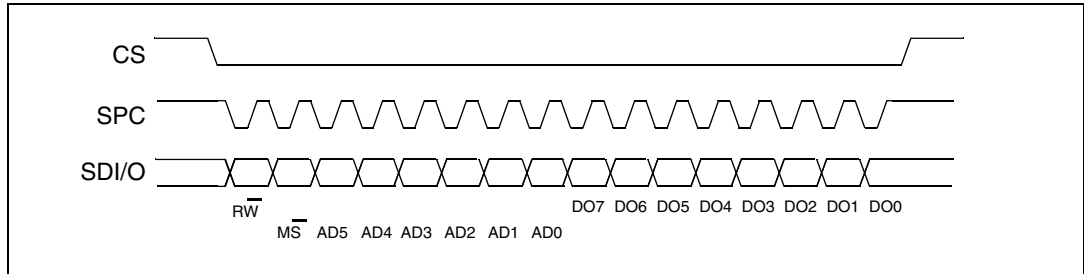 CS
SPC
SDI/O
RW̅
DO7 DO6 DO5 DO4 DO3 DO2 DO1 DO0
MS̅ AD5 AD4 AD3 AD2 AD1 AD0